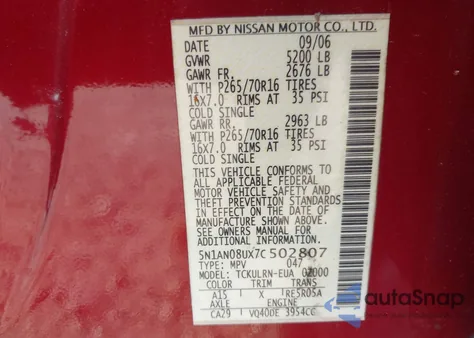 MFD BY NISSAN MOTOR CO., LTD.
DATE 09/06
GVWR 5200 LB
GAWR FR. 2676 LB
WITH P265/70R16 TIRES
16X7.0 RIMS AT 35 PSI
COLD SINGLE
GAWR RR. 2963 LB
WITH P265/70R16 TIRES
16X7.0 RIMS AT 35 PSI
COLD SINGLE
THIS VEHICLE CONFORMS TO
ALL APPLICABLE FEDERAL
MOTOR VEHICLE SAFETY AND
THEFT PREVENTION STANDARDS
IN EFFECT ON THE DATE OF
MANUFACTURE SHOWN ABOVE.
SEE OWNERS MANUAL FOR
ADDITIONAL INFORMATION
5N1AN08UX7C502807
TYPE: MPV 047
MODEL: TCKULRN-EUA
COLOR TRIM TRANS
A15 X RE5R05A
AXLE ENGINE
CA29 VQ40DE 3954CC
autoSnap